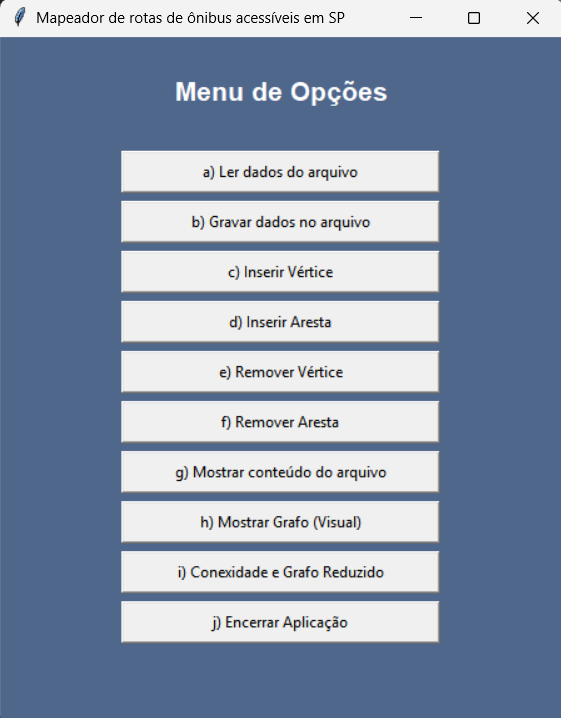 Mapeador de rotas de ônibus acessíveis em SP
Menu de Opções
a) Ler dados do arquivo
b) Gravar dados no arquivo
c) Inserir Vértice
d) Inserir Aresta
e) Remover Vértice
f) Remover Aresta
g) Mostrar conteúdo do arquivo
h) Mostrar Grafo (Visual)
i) Conexidade e Grafo Reduzido
j) Encerrar Aplicação